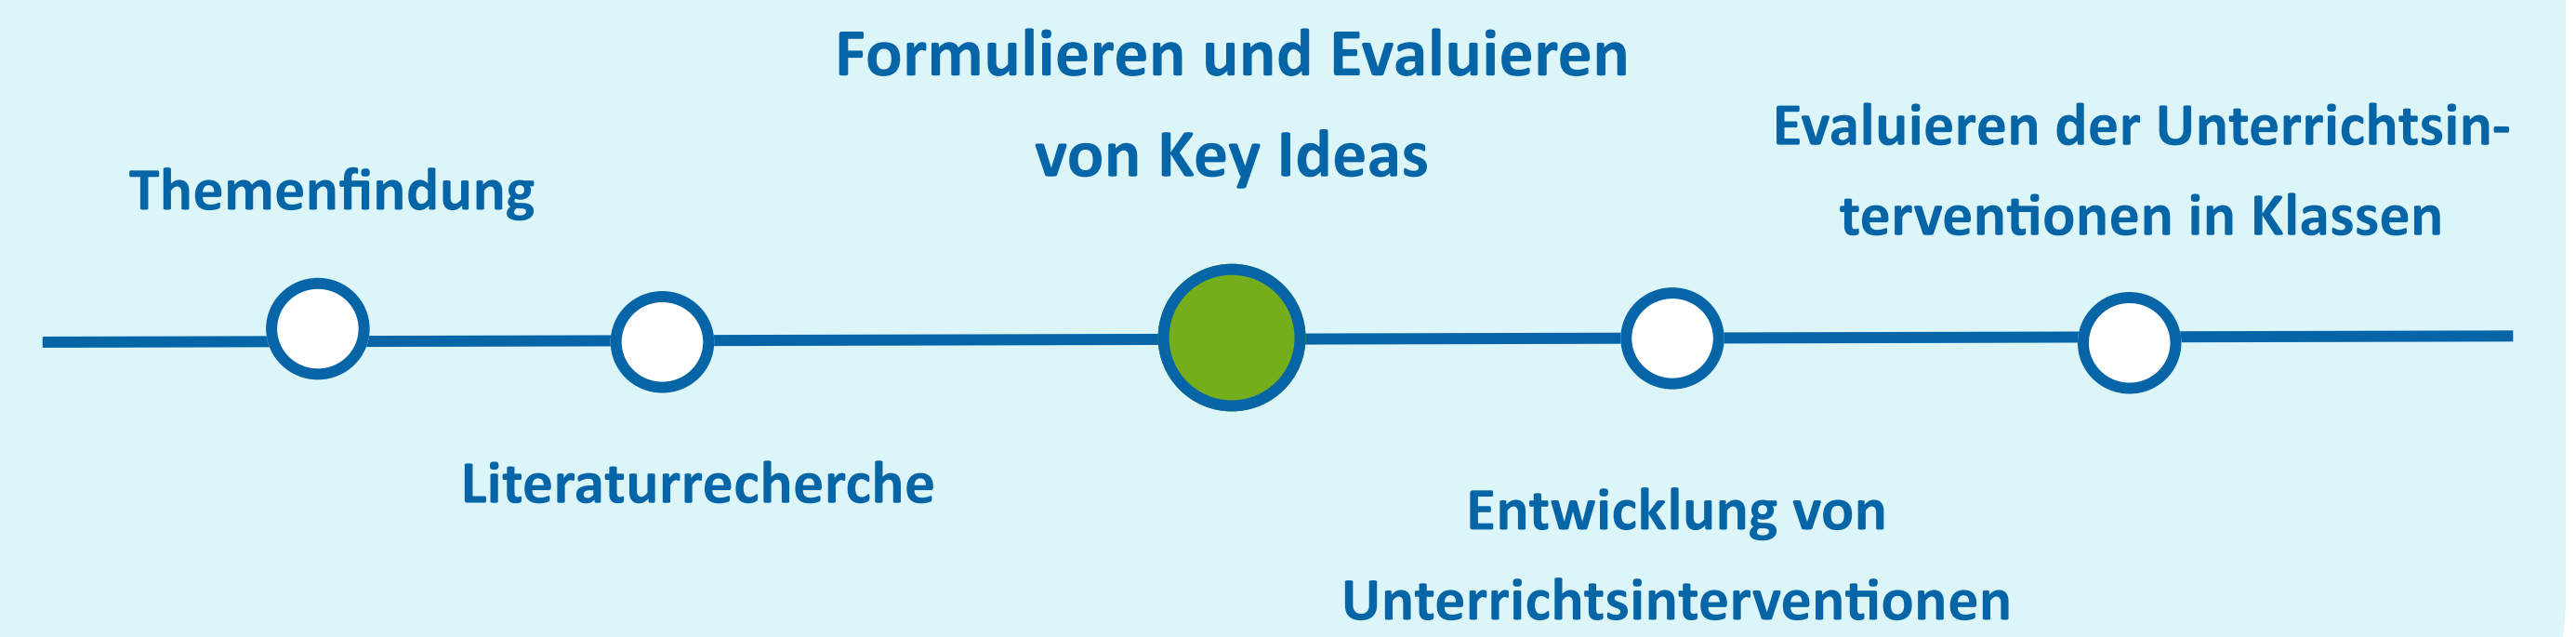 Themenfindung
Literaturrecherche
Formulieren und Evaluieren
von Key Ideas
Entwicklung von
Unterrichtsinterventionen
Evaluieren der Unterrichtsin-
terventionen in Klassen